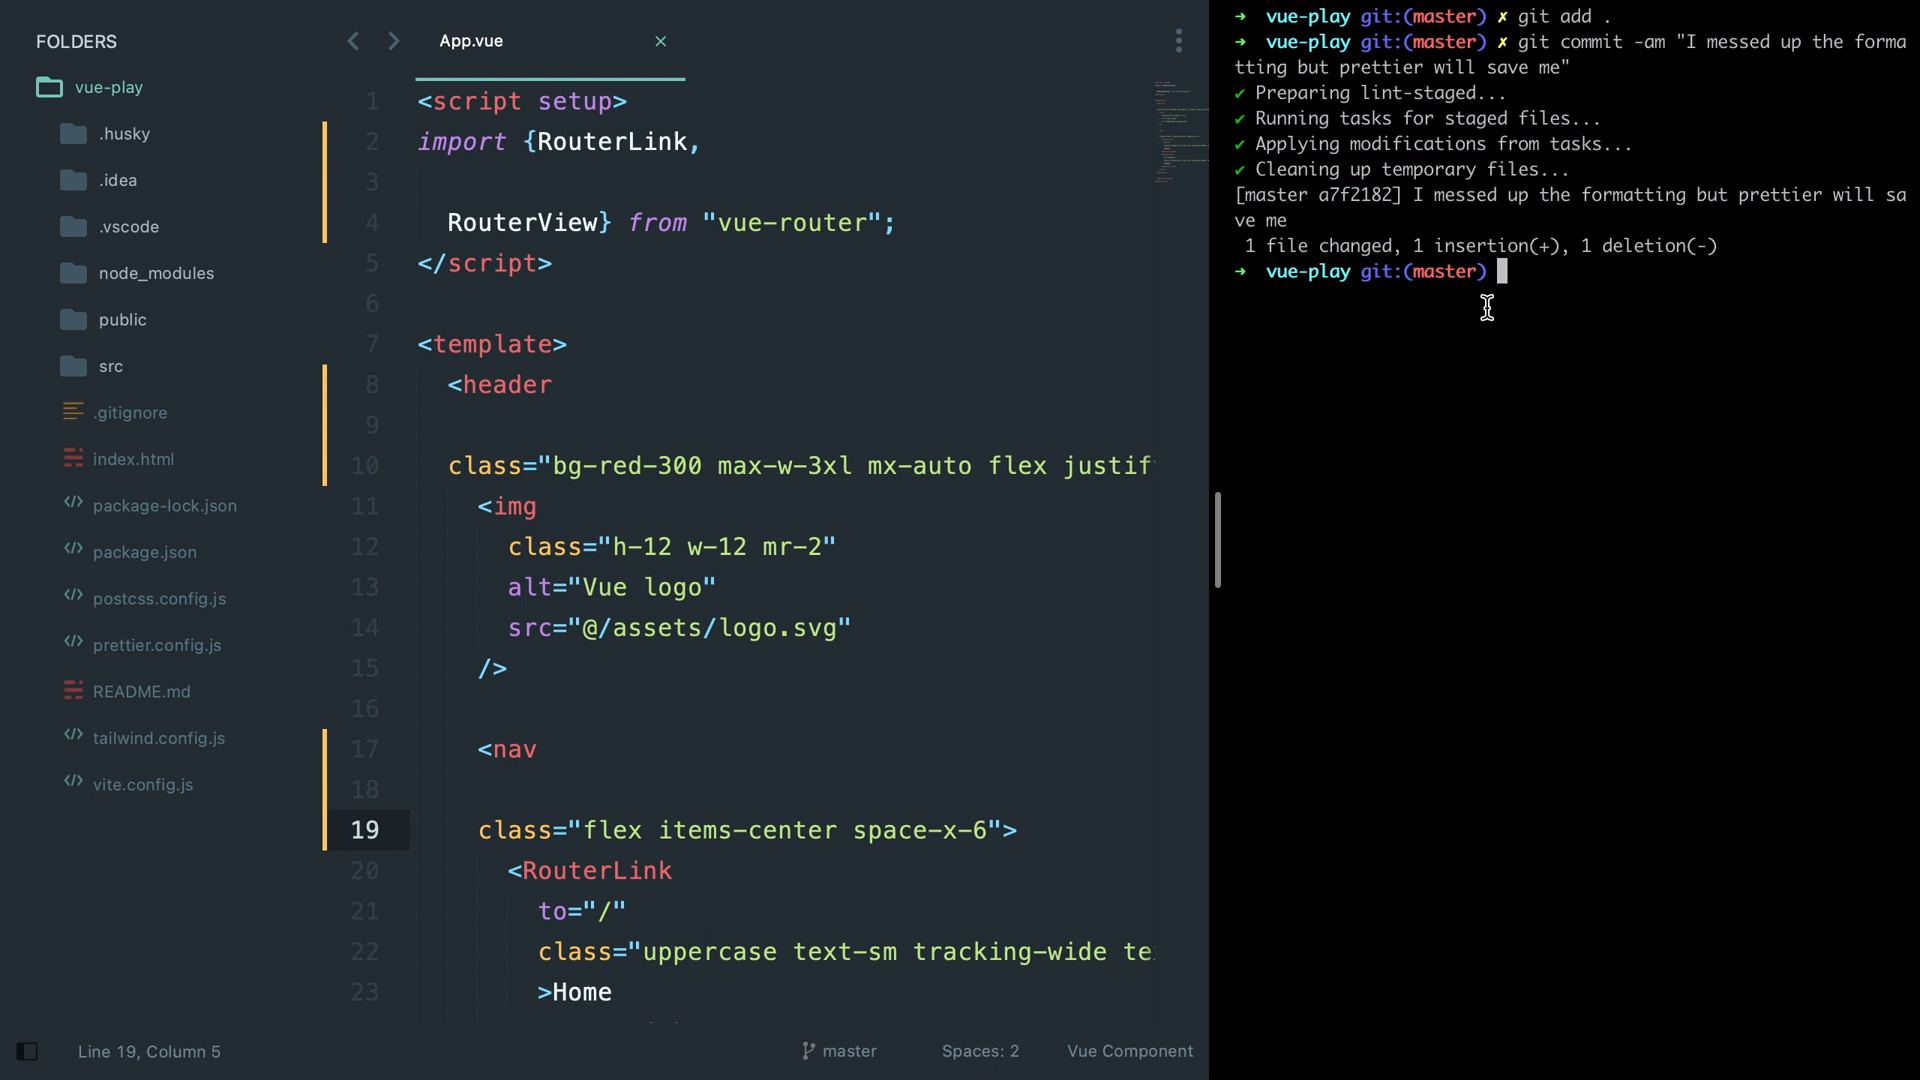 FOLDERS
vue-play
.husky
.idea
.vscode
node_modules
public
src
.gitignore
index.html
package-lock.json
package.json
postcss.config.js
prettier.config.js
README.md
tailwind.config.js
vite.config.js
App.vue
1 <script setup>
2 import {RouterLink,
3
4 RouterView} from "vue-router";
5 </script>
6
7 <template>
8 <header
9
10 class="bg-red-300 max-w-3xl mx-auto flex justif
11 <img
12 class="h-12 w-12 mr-2"
13 alt="Vue logo"
14 src="@/assets/logo.svg"
15 />
16
17 <nav
18
19 class="flex items-center space-x-6">
20 <RouterLink
21 to="/"
22 class="uppercase text-sm tracking-wide te
23 >Home
Line 19, Column 5
master
Spaces: 2
Vue Component
➜ vue-play git:(master) ✗ git add .
➜ vue-play git:(master) ✗ git commit -am "I messed up the forma
tting but prettier will save me"
✔ Preparing lint-staged...
✔ Running tasks for staged files...
✔ Applying modifications from tasks...
✔ Cleaning up temporary files...
[master a7f2182] I messed up the formatting but prettier will sa
ve me
1 file changed, 1 insertion(+), 1 deletion(-)
➜ vue-play git:(master)